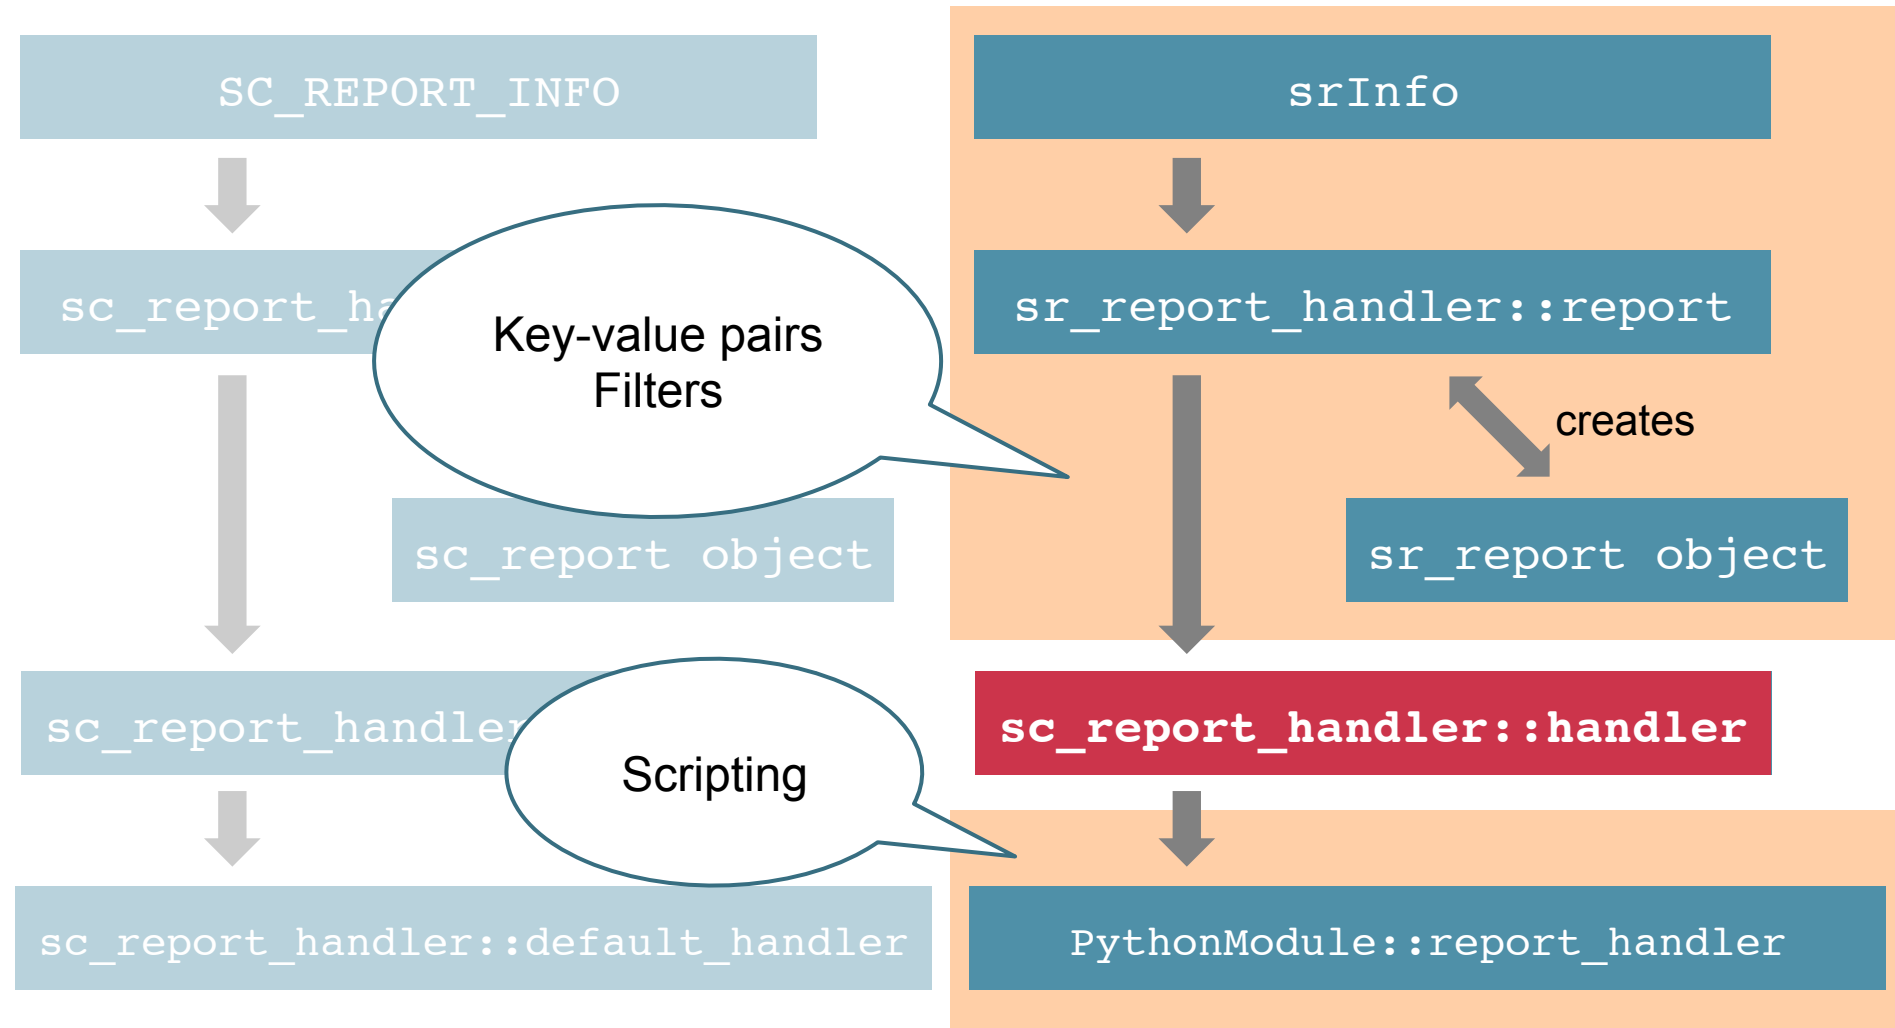 SC_REPORT_INFO
srInfo
sc_report_ha
sr_report_handler::report
Key-value pairs
Filters
creates
sc_report object
sr_report object
sc_report_handler
sc_report_handler::handler
Scripting
sc_report_handler::default_handler
PythonModule::report_handler